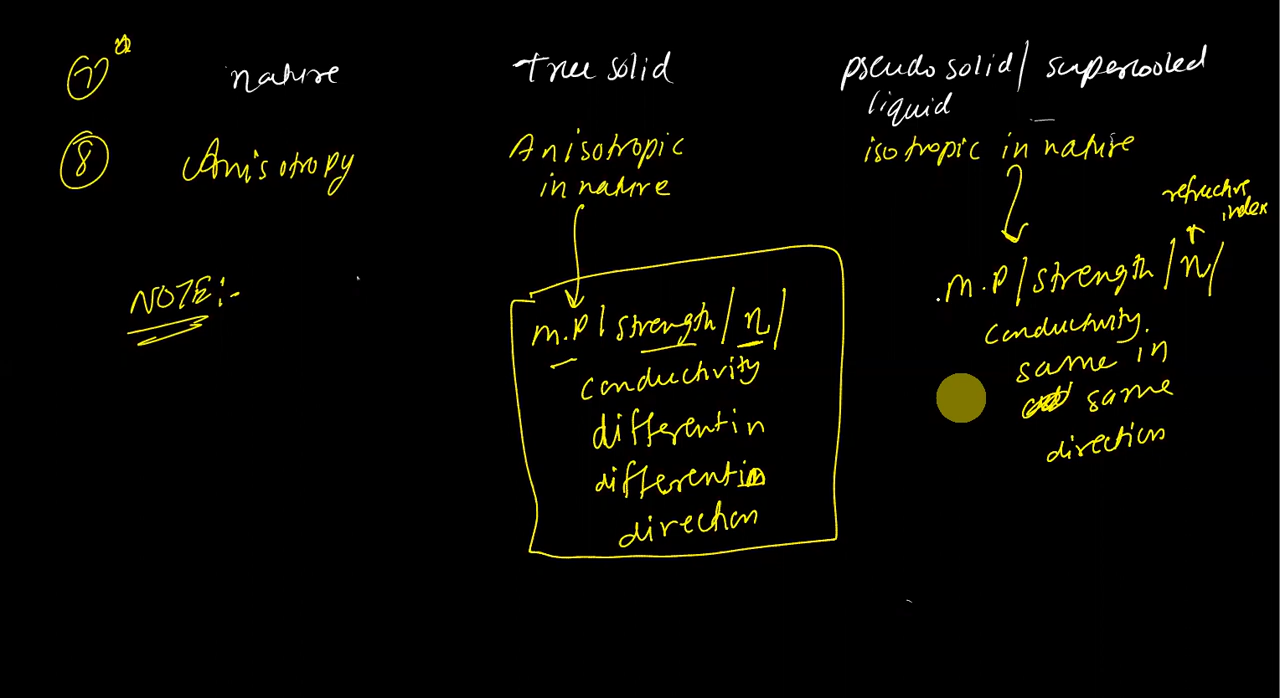 7 nature true solid pseudo solid/ supercooled
liquid
8 Anisotropy Anisotropic isotropic in nature
in nature
refractive
index
NOTE:-
m.p/strength/n/
conductivity
different in
different in
direction
.m.p/strength/n/
conductivity.
same in
same
direction